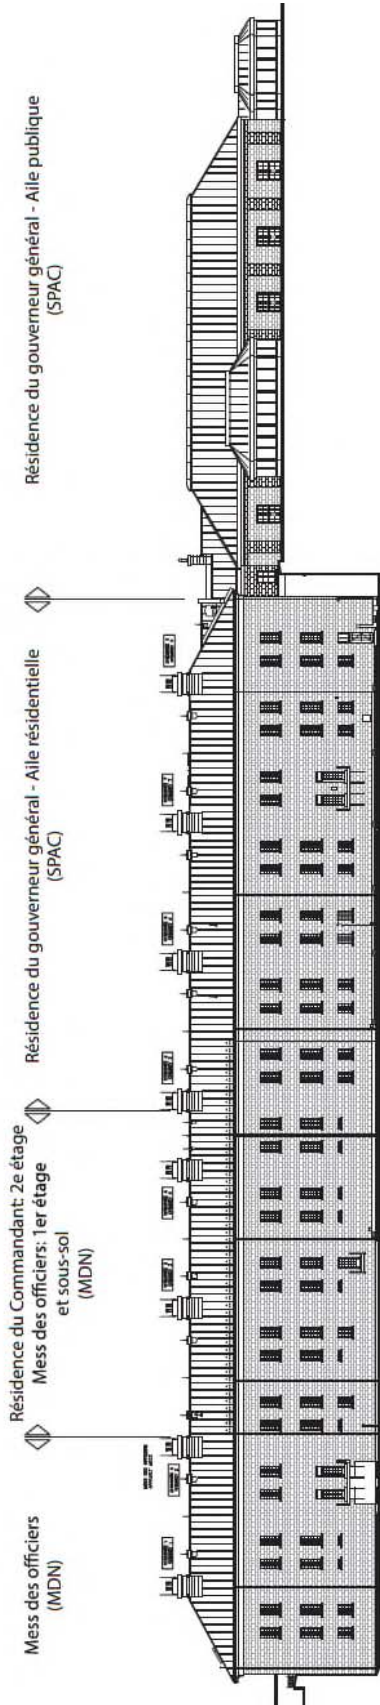 Mess des officiers
(MDN)
Résidence du Commandant: 2e étage
Mess des officiers: 1er étage
et sous-sol
(MDN)
Résidence du gouverneur général - Aile résidentielle
(SPAC)
Résidence du gouverneur général - Aile publique
(SPAC)